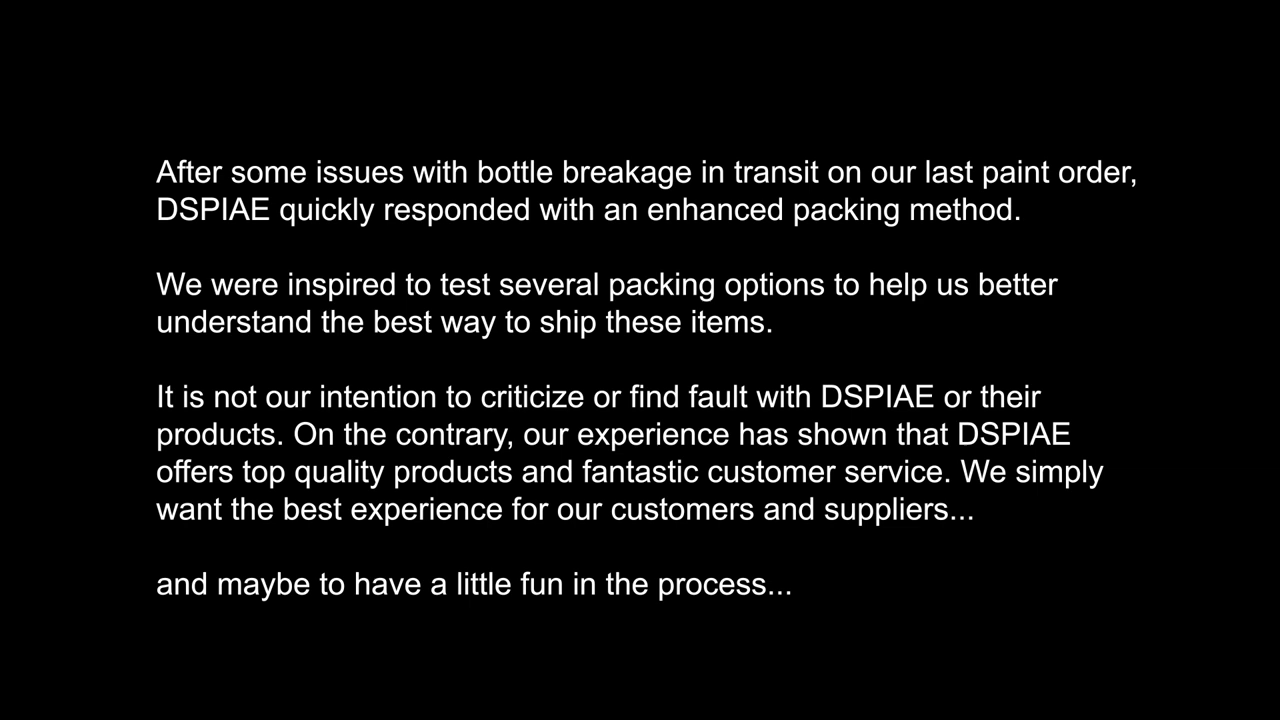 After some issues with bottle breakage in transit on our last paint order,
DSPIAE quickly responded with an enhanced packing method.
We were inspired to test several packing options to help us better
understand the best way to ship these items.
It is not our intention to criticize or find fault with DSPIAE or their
products. On the contrary, our experience has shown that DSPIAE
offers top quality products and fantastic customer service. We simply
want the best experience for our customers and suppliers...
and maybe to have a little fun in the process...